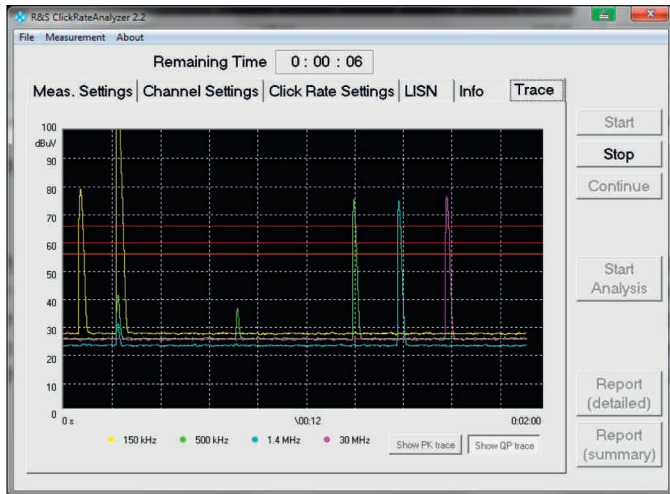 R&S ClickRateAnalyzer 2.2
File Measurement About
Remaining Time 0 : 00 : 06
Meas. Settings Channel Settings Click Rate Settings LISN Info Trace
Start
Stop
Continue
Start
Analysis
Report
(detailed)
Report
(summary)
100
dBuV
90
80
70
60
50
40
30
20
10
0
0 s \00:12 0:02:00
150 kHz 500 kHz 1.4 MHz 30 MHz
Show PK trace Show QP trace